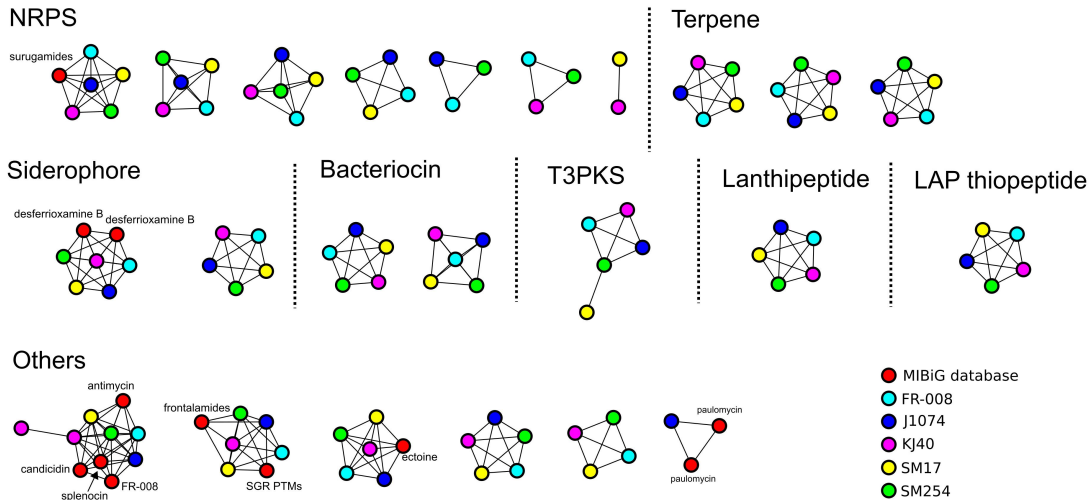 NRPS
Terpene
surugamides
Siderophore
Bacteriocin
T3PKS
Lanthipeptide
LAP thiopeptide
desferrioxamine B
desferrioxamine B
Others
antimycin
candicidin
splenocin
FR-008
frontalamides
SGR PTMs
ectoine
paulomycin
paulomycin
MIBiG database
FR-008
J1074
KJ40
SM17
SM254